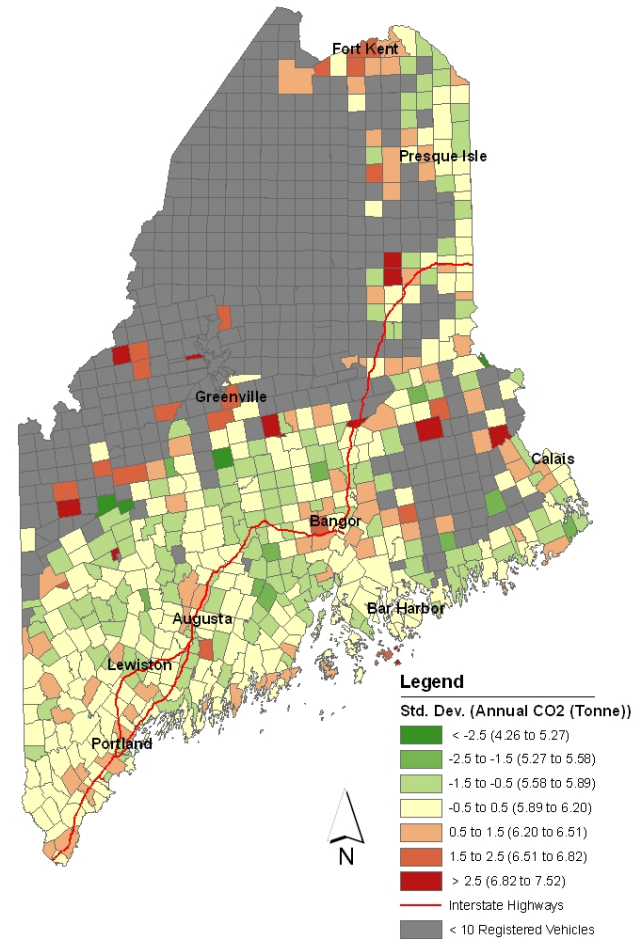 Fort Kent
Presque Isle
Greenville
Calais
Bangor
Bar Harbor
Augusta
Lewiston
Portland
N
Legend
Std. Dev. (Annual CO2 (Tonne))
< -2.5 (4.26 to 5.27)
-2.5 to -1.5 (5.27 to 5.58)
-1.5 to -0.5 (5.58 to 5.89)
-0.5 to 0.5 (5.89 to 6.20)
0.5 to 1.5 (6.20 to 6.51)
1.5 to 2.5 (6.51 to 6.82)
> 2.5 (6.82 to 7.52)
Interstate Highways
< 10 Registered Vehicles